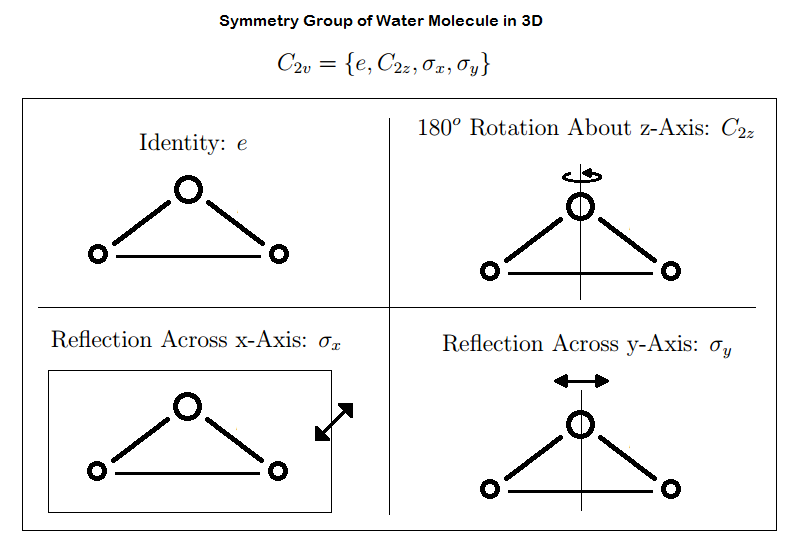 Symmetry Group of Water Molecule in 3D
C₂ᵥ = {e, C₂z, σₓ, σy}
Identity: e
180° Rotation About z-Axis: C₂z
Reflection Across x-Axis: σₓ
Reflection Across y-Axis: σy